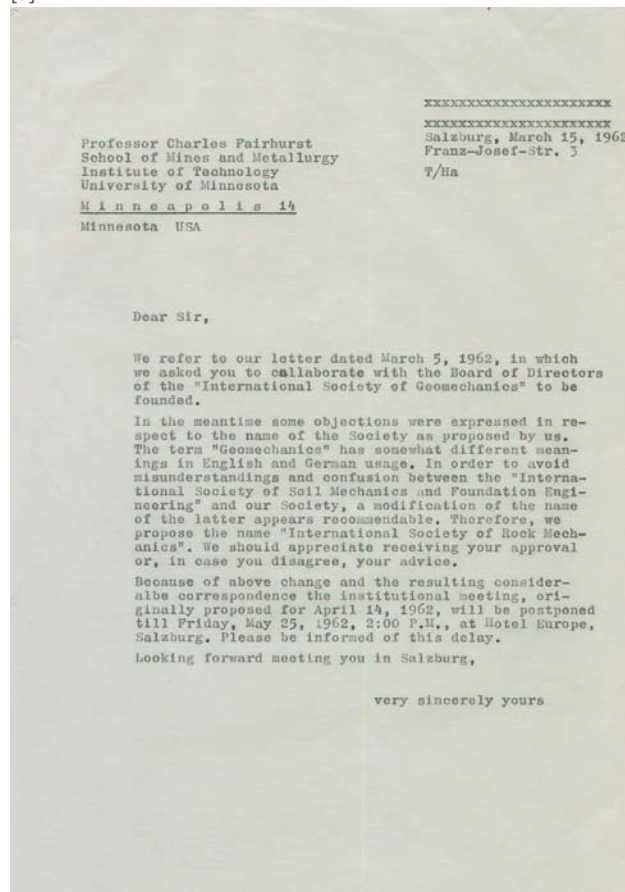 xxxxxxxxxxxxxxxxxxxxxx
xxxxxxxxxxxxxxxxxxxxxx
Salzburg, March 15, 1962
Franz-Josef-Str. 3
T/Ha
Professor Charles Fairhurst
School of Mines and Metallurgy
Institute of Technology
University of Minnesota
M i n n e a p o l i s 14
Minnesota USA
Dear Sir,
We refer to our letter dated March 5, 1962, in which
we asked you to collaborate with the Board of Directors
of the "International Society of Geomechanics" to be
founded.
In the meantime some objections were expressed in re-
spect to the name of the Society as proposed by us.
The term "Geomechanics" has somewhat different mean-
ings in English and German usage. In order to avoid
misunderstandings and confusion between the "Interna-
tional Society of Soil Mechanics and Foundation Engi-
neering" and our Society, a modification of the name
of the latter appears recommendable. Therefore, we
propose the name "International Society of Rock Mech-
anics". We should appreciate receiving your approval
or, in case you disagree, your advice.
Because of above change and the resulting consider-
albe correspondence the institutional meeting, ori-
ginally proposed for April 14, 1962, will be postponed
till Friday, May 25, 1962, 2:00 P.M., at Hotel Europe,
Salzburg. Please be informed of this delay.
Looking forward meeting you in Salzburg,
very sincerely yours